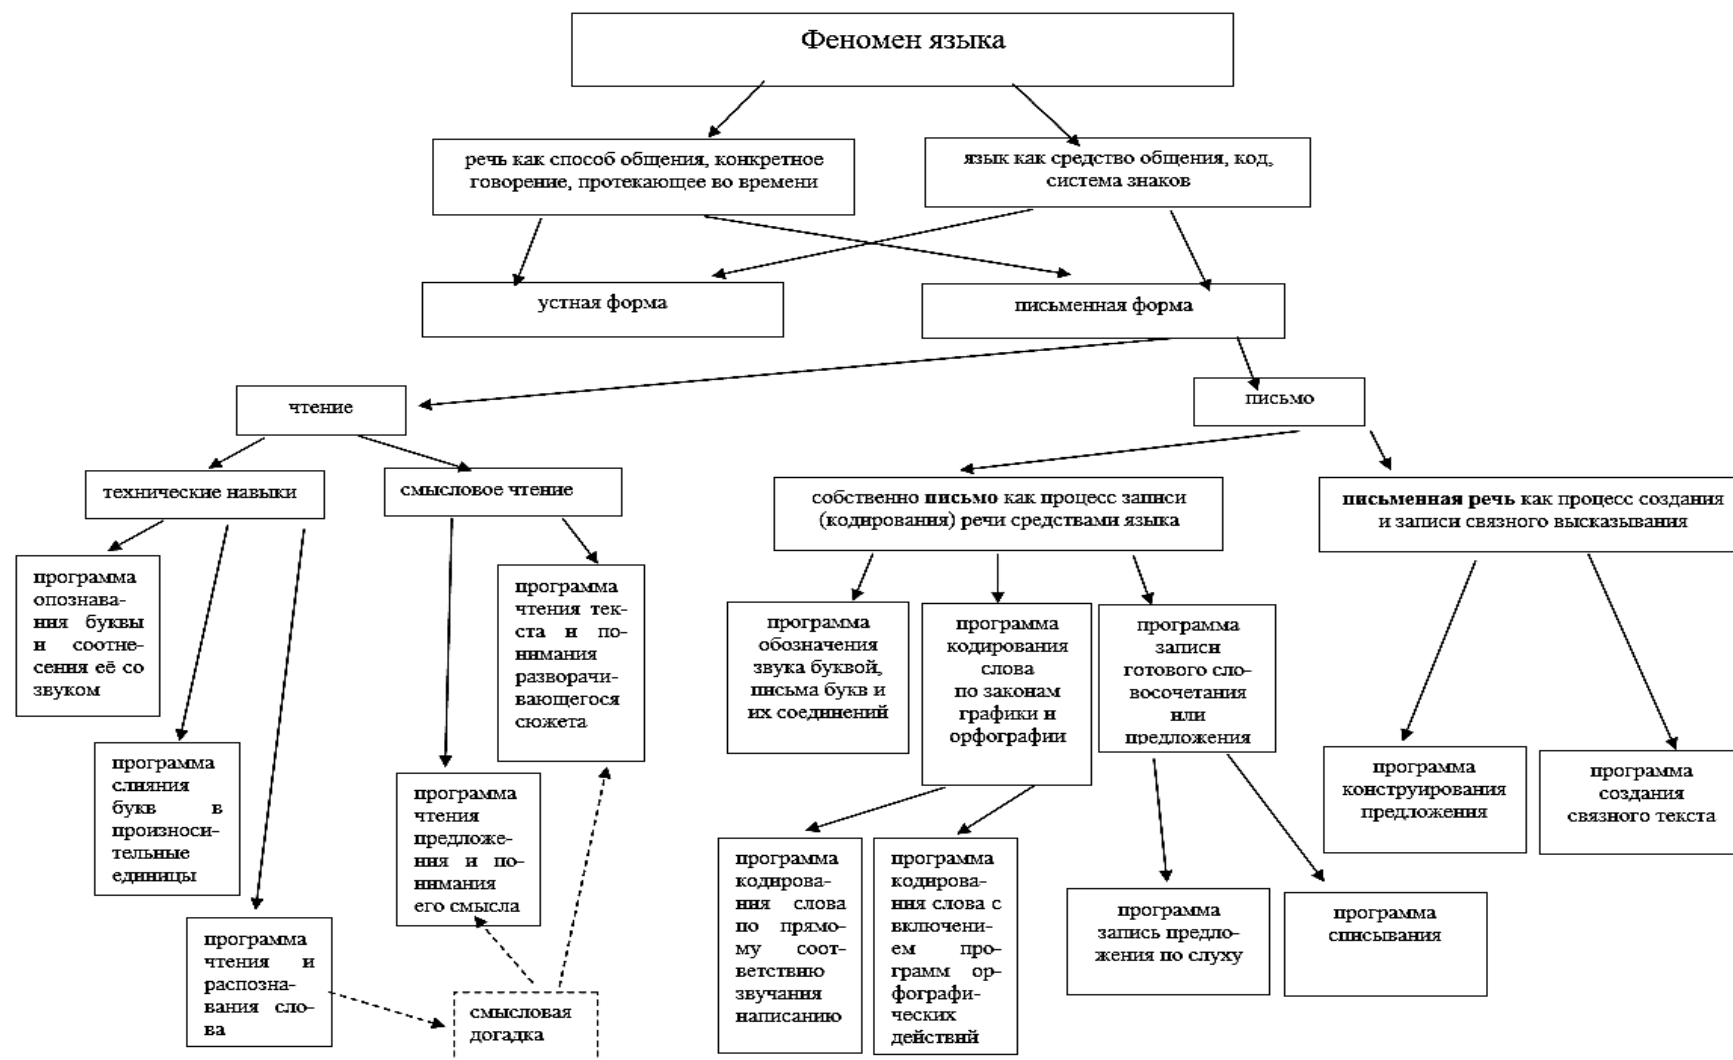 Феномен языка
речь как способ общения, конкретное
говорение, протекающее во времени
язык как средство общения, код,
система знаков
устная форма
письменная форма
чтение
письмо
технические навыки
смысловое чтение
собственно письмо как процесс записи
(кодирования) речи средствами языка
письменная речь как процесс создания
и записи связного высказывания
программа
опознава-
ния буквы
и соотне-
сения её со
звуком
программа
чтения тек-
ста и по-
нимания
разворачи-
вающегося
сюжета
программа
обозначения
звука буквой,
письма букв и
их соединений
программа
кодирования
слова
по законам
графики и
орфографии
программа
записи
готового сло-
восочетания
или
предложения
программа
слияния
букв в
произноси-
тельные
единицы
программа
чтения
предложе-
ния и по-
нимания
его смысла
программа
конструирования
предложения
программа
создания
связного текста
программа
кодирова-
ния слова
по прямо-
му соот-
ветствию
звучания
написанию
программа
кодирова-
ния слова с
включени-
ем про-
грамм ор-
фографи-
ческих
действий
программа
запись предло-
жения по слуху
программа
списывания
программа
чтения и
распозна-
вания сло-
ва
смысловая
догадка